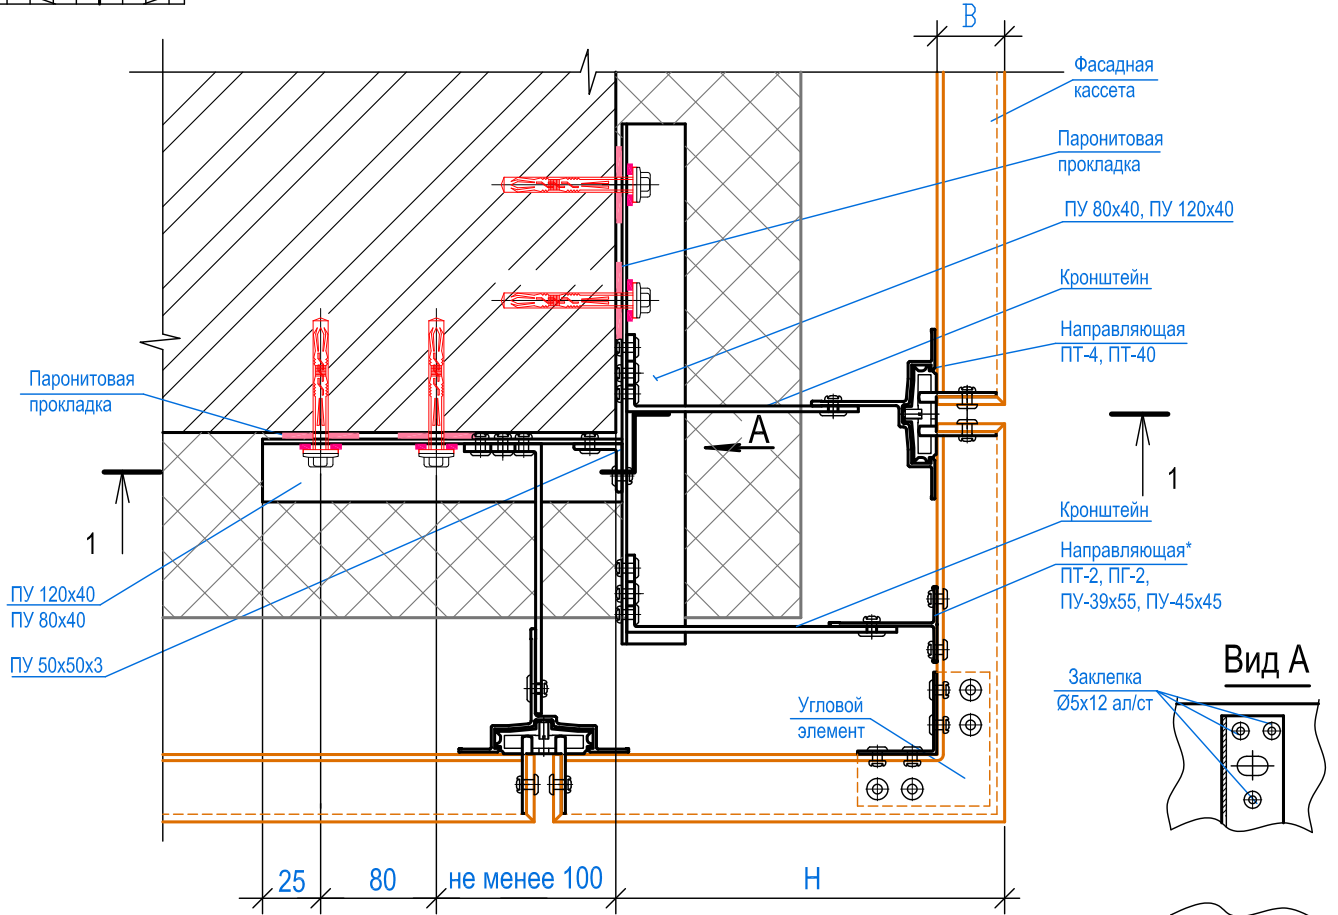 В
Фасадная
кассета
Паронитовая
прокладка
ПУ 80х40, ПУ 120х40
Кронштейн
Направляющая
ПТ-4, ПТ-40
Паронитовая
прокладка
А
1
1
Кронштейн
Направляющая*
ПТ-2, ПГ-2,
ПУ-39х55, ПУ-45х45
ПУ 120х40
ПУ 80х40
ПУ 50х50х3
Вид А
Заклепка
Ø5х12 ал/ст
Угловой
элемент
25
80
не менее 100
Н